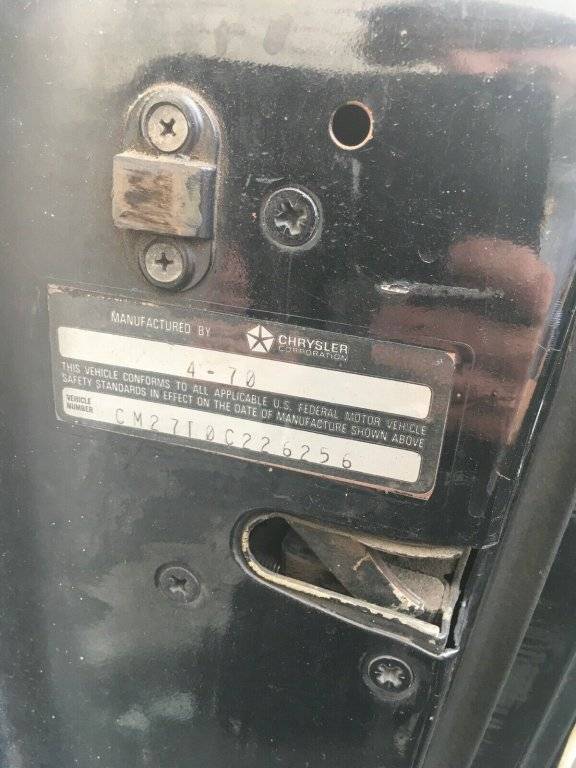 MANUFACTURED BY CHRYSLER CORPORATION
4-70
THIS VEHICLE CONFORMS TO ALL APPLICABLE U.S. FEDERAL MOTOR VEHICLE
SAFETY STANDARDS IN EFFECT ON THE DATE OF MANUFACTURE SHOWN ABOVE
VEHICLE NUMBER
CM27T0C226256